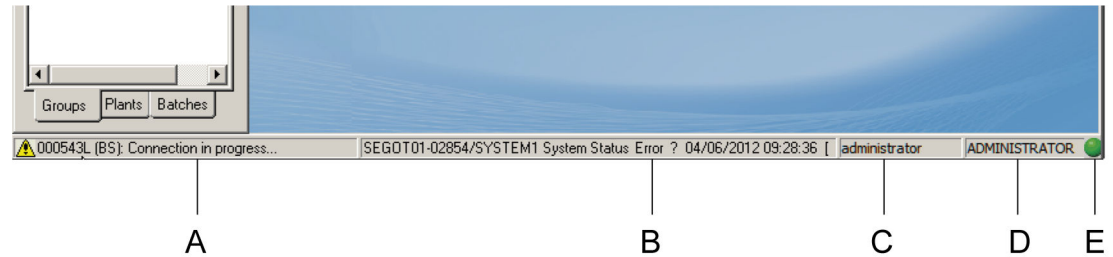 Groups Plants Batches
000543L (BS): Connection in progress... SEGOT01-02854/SYSTEM1 System Status Error ? 04/06/2012 09:28:36 [ administrator ADMINISTRATOR
A B C D E